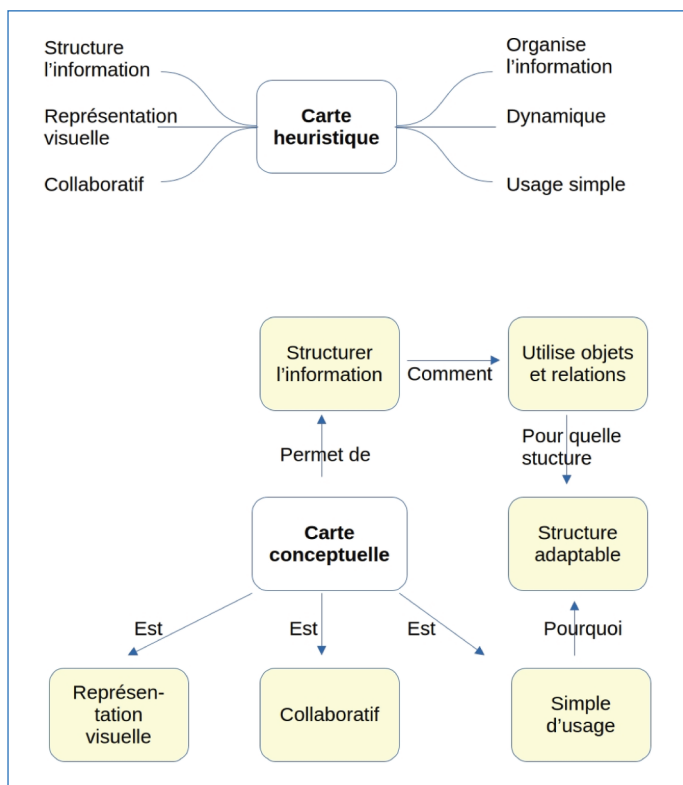 Structure
l'information
Représentation
visuelle
Collaboratif
Carte
heuristique
Organise
l'information
Dynamique
Usage simple
Structurer
l'information
Comment
Utilise objets
et relations
Permet de
Pour quelle
stucture
Carte
conceptuelle
Structure
adaptable
Est
Est
Est
Pourquoi
Représen-
tation
visuelle
Collaboratif
Simple
d'usage